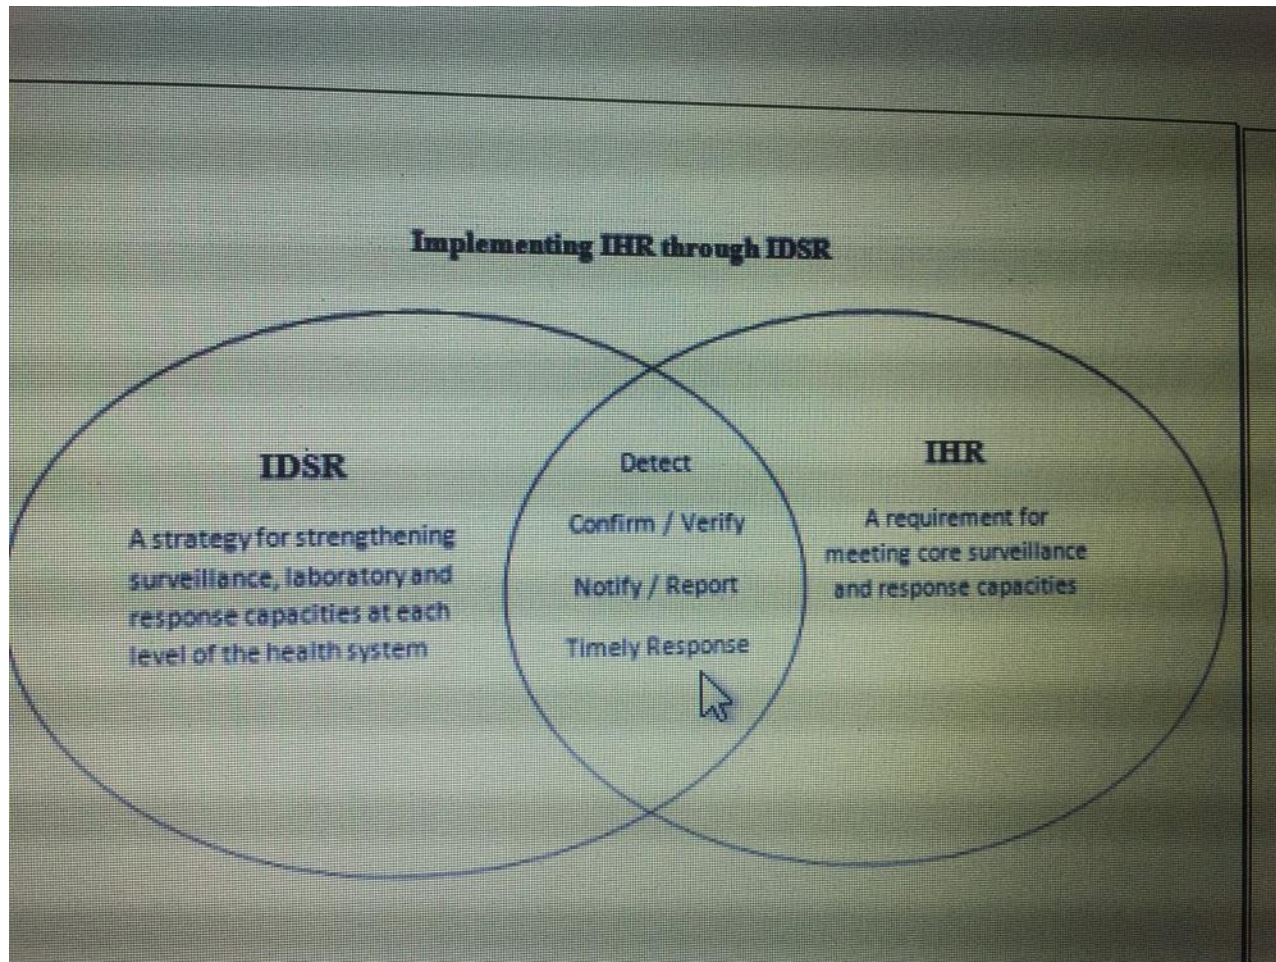 Implementing IHR through IDSR
IDSR
A strategy for strengthening
surveillance, laboratory and
response capacities at each
level of the health system
Detect
Confirm / Verify
Notify / Report
Timely Response
IHR
A requirement for
meeting core surveillance
and response capacities